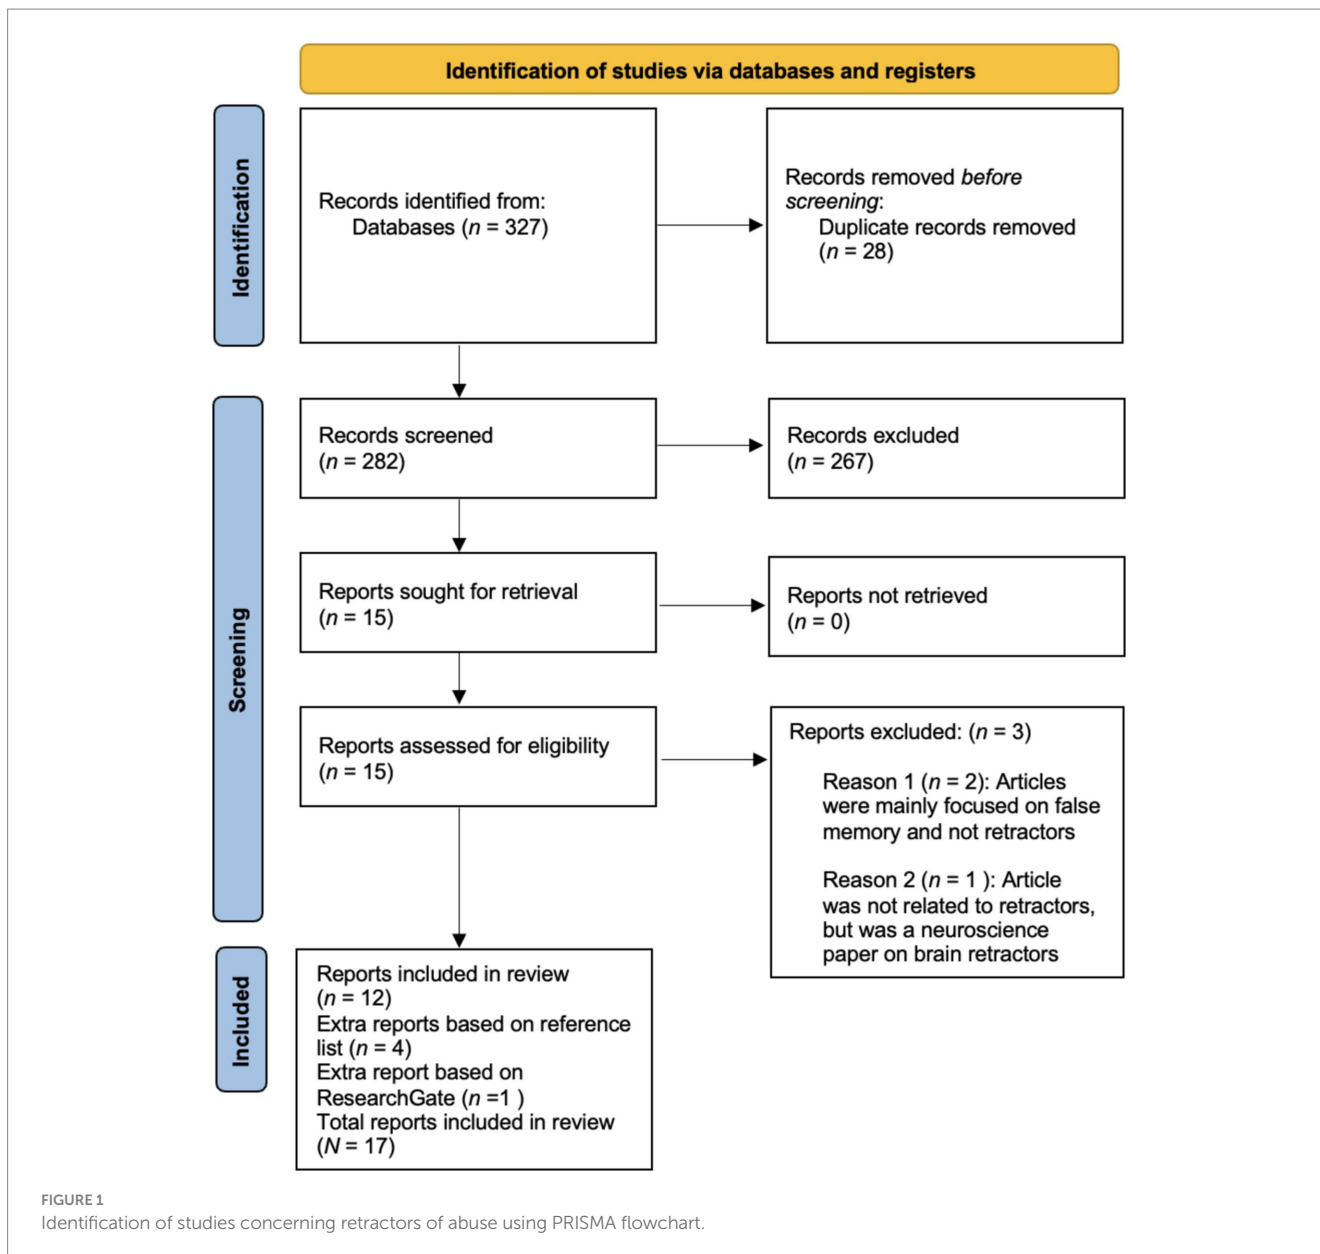 Identification of studies via databases and registers
Identification
Records identified from:
Databases (n = 327)
Records removed before
screening:
Duplicate records removed
(n = 28)
Screening
Records screened
(n = 282)
Records excluded
(n = 267)
Reports sought for retrieval
(n = 15)
Reports not retrieved
(n = 0)
Reports assessed for eligibility
(n = 15)
Reports excluded: (n = 3)
Reason 1 (n = 2): Articles
were mainly focused on false
memory and not retractors
Reason 2 (n = 1 ): Article
was not related to retractors,
but was a neuroscience
paper on brain retractors
Included
Reports included in review
(n = 12)
Extra reports based on reference
list (n = 4)
Extra report based on
ResearchGate (n =1 )
Total reports included in review
(N = 17)
FIGURE 1
Identification of studies concerning retractors of abuse using PRISMA flowchart.